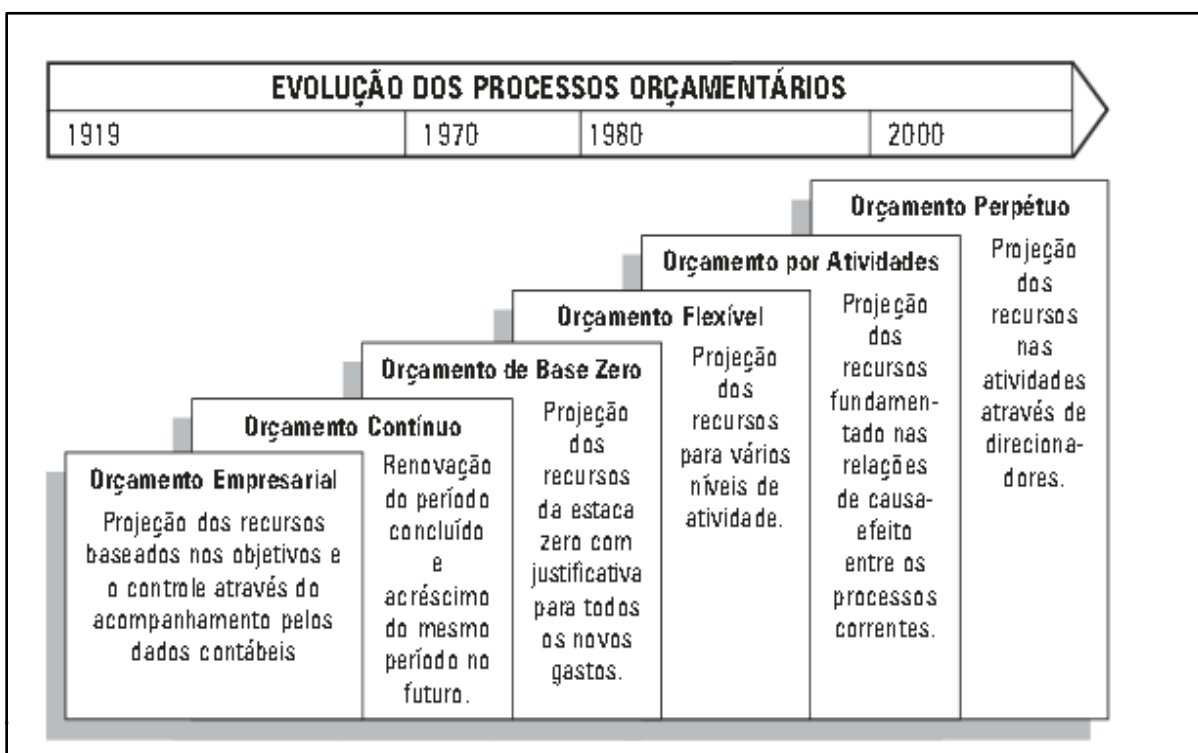 EVOLUÇÃO DOS PROCESSOS ORÇAMENTÁRIOS
1919 1970 1980 2000
Orçamento Empresarial
Projeção dos recursos
baseados nos objetivos e
o controle através do
acompanhamento pelos
dados contábeis
Orçamento Contínuo
Renovação
do período
concluído
e
acréscimo
do mesmo
período no
futuro.
Orçamento de Base Zero
Projeção
dos
recursos
da estaca
zero com
justificativa
para todos
os novos
gastos.
Orçamento Flexível
Projeção
dos
recursos
para vários
níveis de
atividade.
Orçamento por Atividades
Projeção
dos
recursos
fundamen-
tado nas
relações
de causa-
efeito
entre os
processos
correntes.
Orçamento Perpétuo
Projeção
dos
recursos
nas
atividades
através de
direciona-
dores.